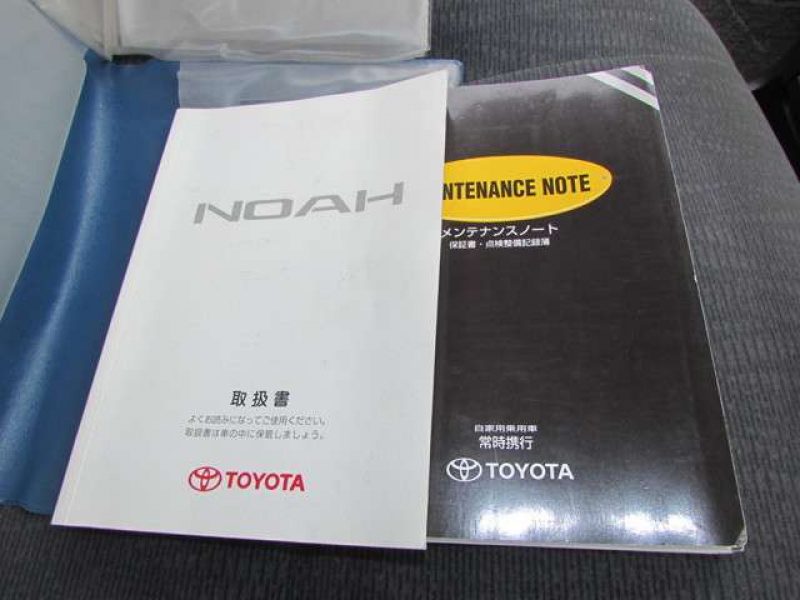 NOAH
取扱書
よくお読みになってご使用ください。
取扱書は車の中に保管しましょう。
TOYOTA
NTENANCE NOTE
メンテナンスノート
保証書・点検整備記録簿
自家用乗用車
常時携行
TOYOTA